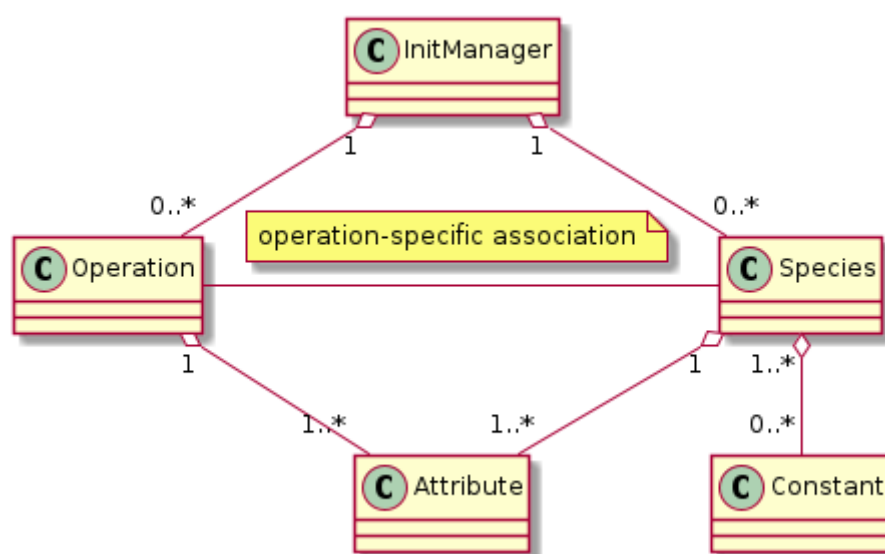 C InitManager
1 1
0..* 0..*
operation-specific association
C Operation
C Species
1 1 1..*
1..* 1..* 0..*
C Attribute
C Constant